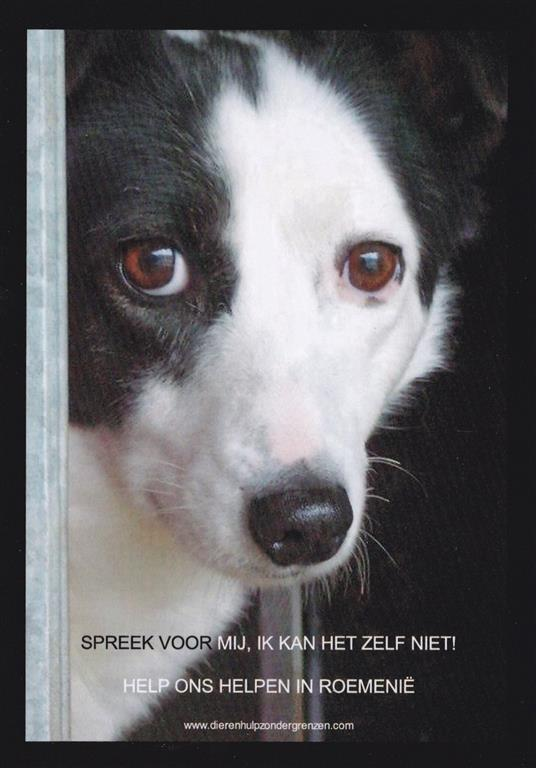 SPREEK VOOR MIJ, IK KAN HET ZELF NIET!
HELP ONS HELPEN IN ROEMENIË
www.dierenhulpzondergrenzen.com